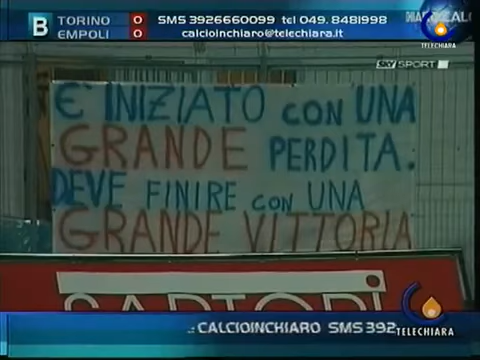 B TORINO 0 SMS 3926660099 tel 049.8481998
EMPOLI 0 calcioinchiaro@telechiara.it
TELECHIARA
SKY SPORT
E' INIZIATO CON UNA
GRANDE PERDITA.
DEVE FINIRE CON UNA
GRANDE VITTORIA
SARTORI
CALCIOINCHIARO SMS 392
TELECHIARA